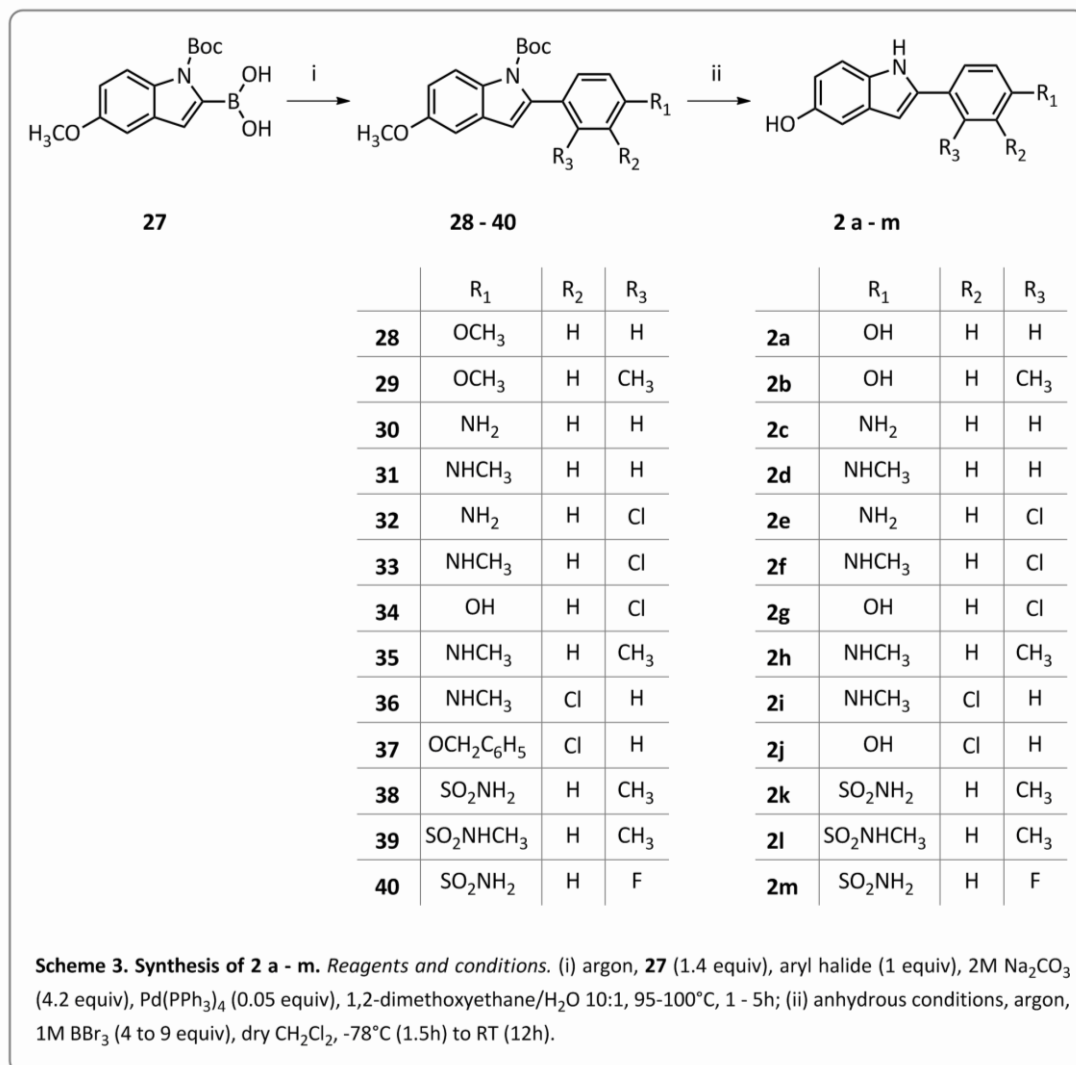 Boc
N
OH
B
OH
H₃CO
i
Boc
N
R₁
H₃CO
R₃
R₂
ii
H
N
R₁
HO
R₃
R₂
27
28 - 40
2 a - m
R₁ R₂ R₃ R₁ R₂ R₃
28 OCH₃ H H 2a OH H H
29 OCH₃ H CH₃ 2b OH H CH₃
30 NH₂ H H 2c NH₂ H H
31 NHCH₃ H H 2d NHCH₃ H H
32 NH₂ H Cl 2e NH₂ H Cl
33 NHCH₃ H Cl 2f NHCH₃ H Cl
34 OH H Cl 2g OH H Cl
35 NHCH₃ H CH₃ 2h NHCH₃ H CH₃
36 NHCH₃ Cl H 2i NHCH₃ Cl H
37 OCH₂C₆H₅ Cl H 2j OH Cl H
38 SO₂NH₂ H CH₃ 2k SO₂NH₂ H CH₃
39 SO₂NHCH₃ H CH₃ 2l SO₂NHCH₃ H CH₃
40 SO₂NH₂ H F 2m SO₂NH₂ H F
Scheme 3. Synthesis of 2 a - m. Reagents and conditions. (i) argon, 27 (1.4 equiv), aryl halide (1 equiv), 2M Na₂CO₃
(4.2 equiv), Pd(PPh₃)₄ (0.05 equiv), 1,2-dimethoxyethane/H₂O 10:1, 95-100°C, 1 - 5h; (ii) anhydrous conditions, argon,
1M BBr₃ (4 to 9 equiv), dry CH₂Cl₂, -78°C (1.5h) to RT (12h).